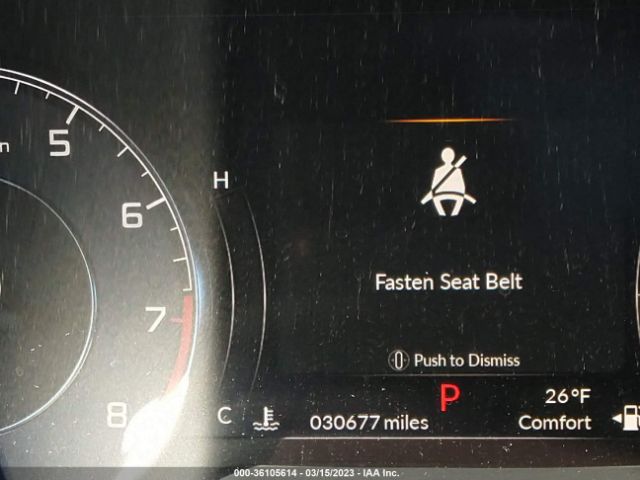 5
6
7
8
H
C
Fasten Seat Belt
Push to Dismiss
P
26°F
030677 miles
Comfort
000-36105614 - 03/15/2023 - IAA Inc.